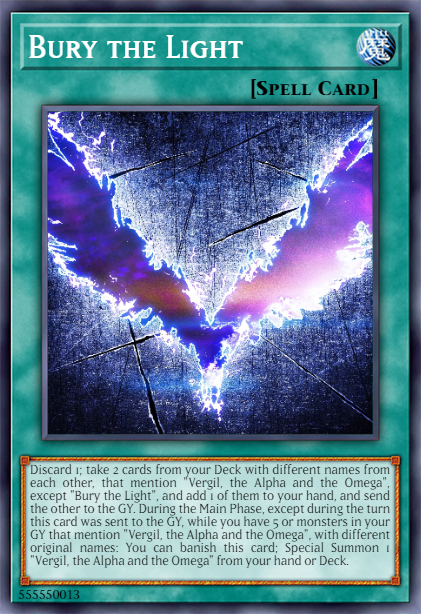 Bury the Light
魔
[Spell Card]
Discard 1; take 2 cards from your Deck with different names from
each other, that mention "Vergil, the Alpha and the Omega",
except "Bury the Light", and add 1 of them to your hand, and send
the other to the GY. During the Main Phase, except during the turn
this card was sent to the GY, while you have 5 or monsters in your
GY that mention "Vergil, the Alpha and the Omega", with different
original names: You can banish this card; Special Summon 1
"Vergil, the Alpha and the Omega" from your hand or Deck.
555550013